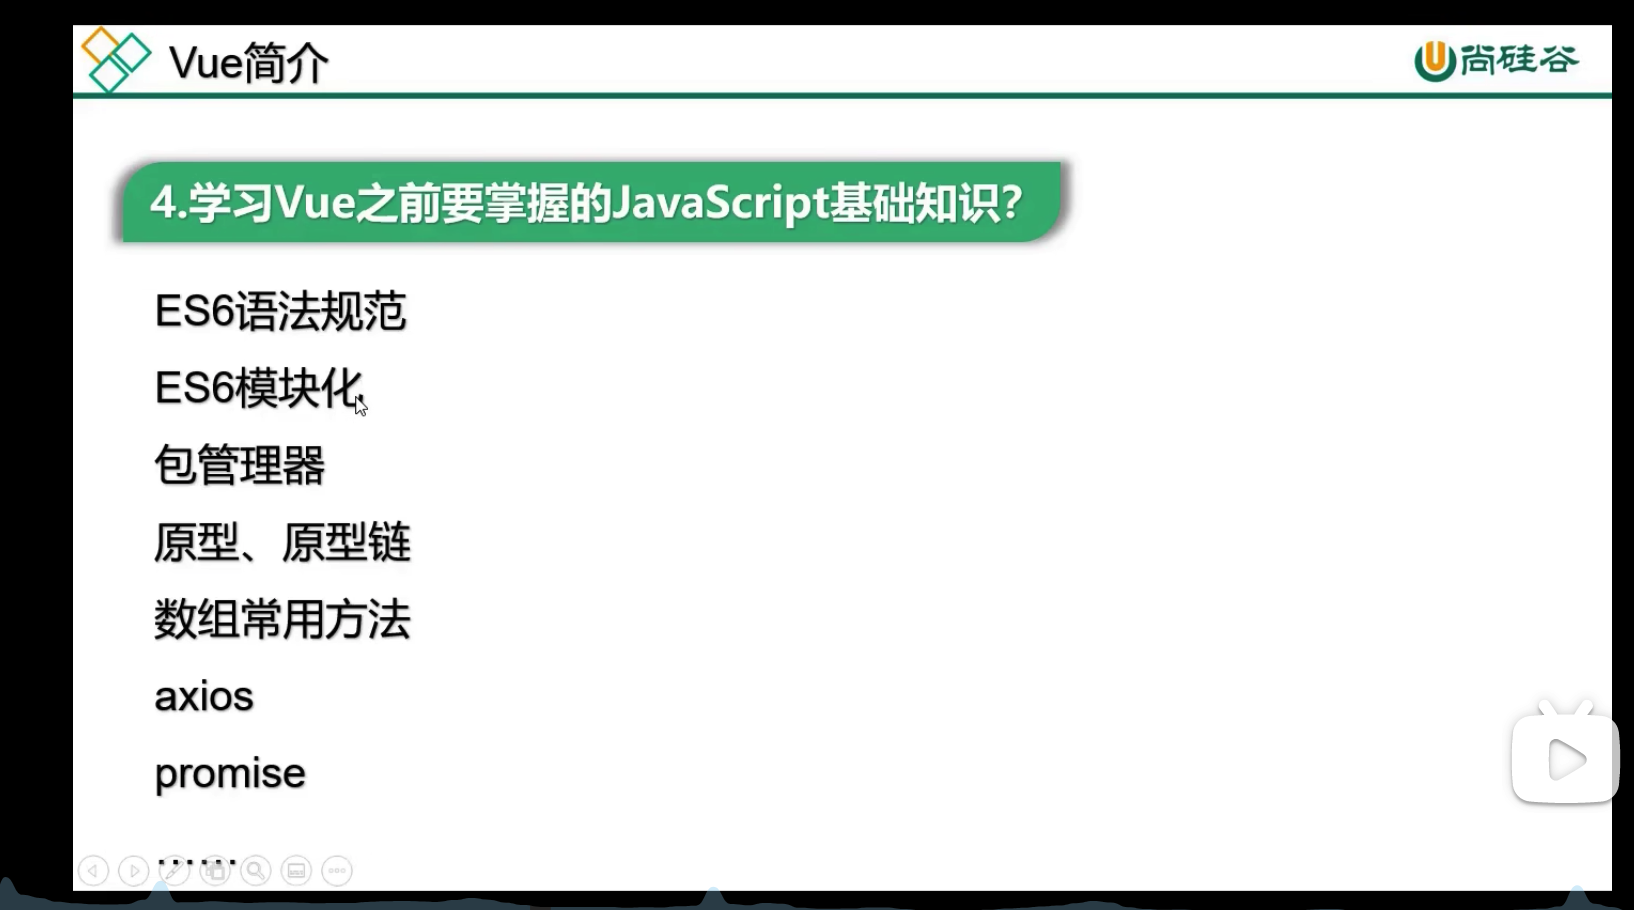 Vue简介
尚硅谷
4.学习Vue之前要掌握的JavaScript基础知识?
ES6语法规范
ES6模块化
包管理器
原型、原型链
数组常用方法
axios
promise
……